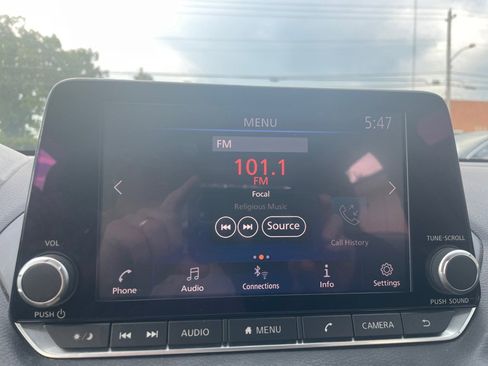 MENU 5:47
FM
101.1
FM
Focal
Religious Music
Source
Call History
Phone Audio Connections Info Settings
VOL TUNE·SCROLL
PUSH PUSH SOUND
AUDIO MENU CAMERA